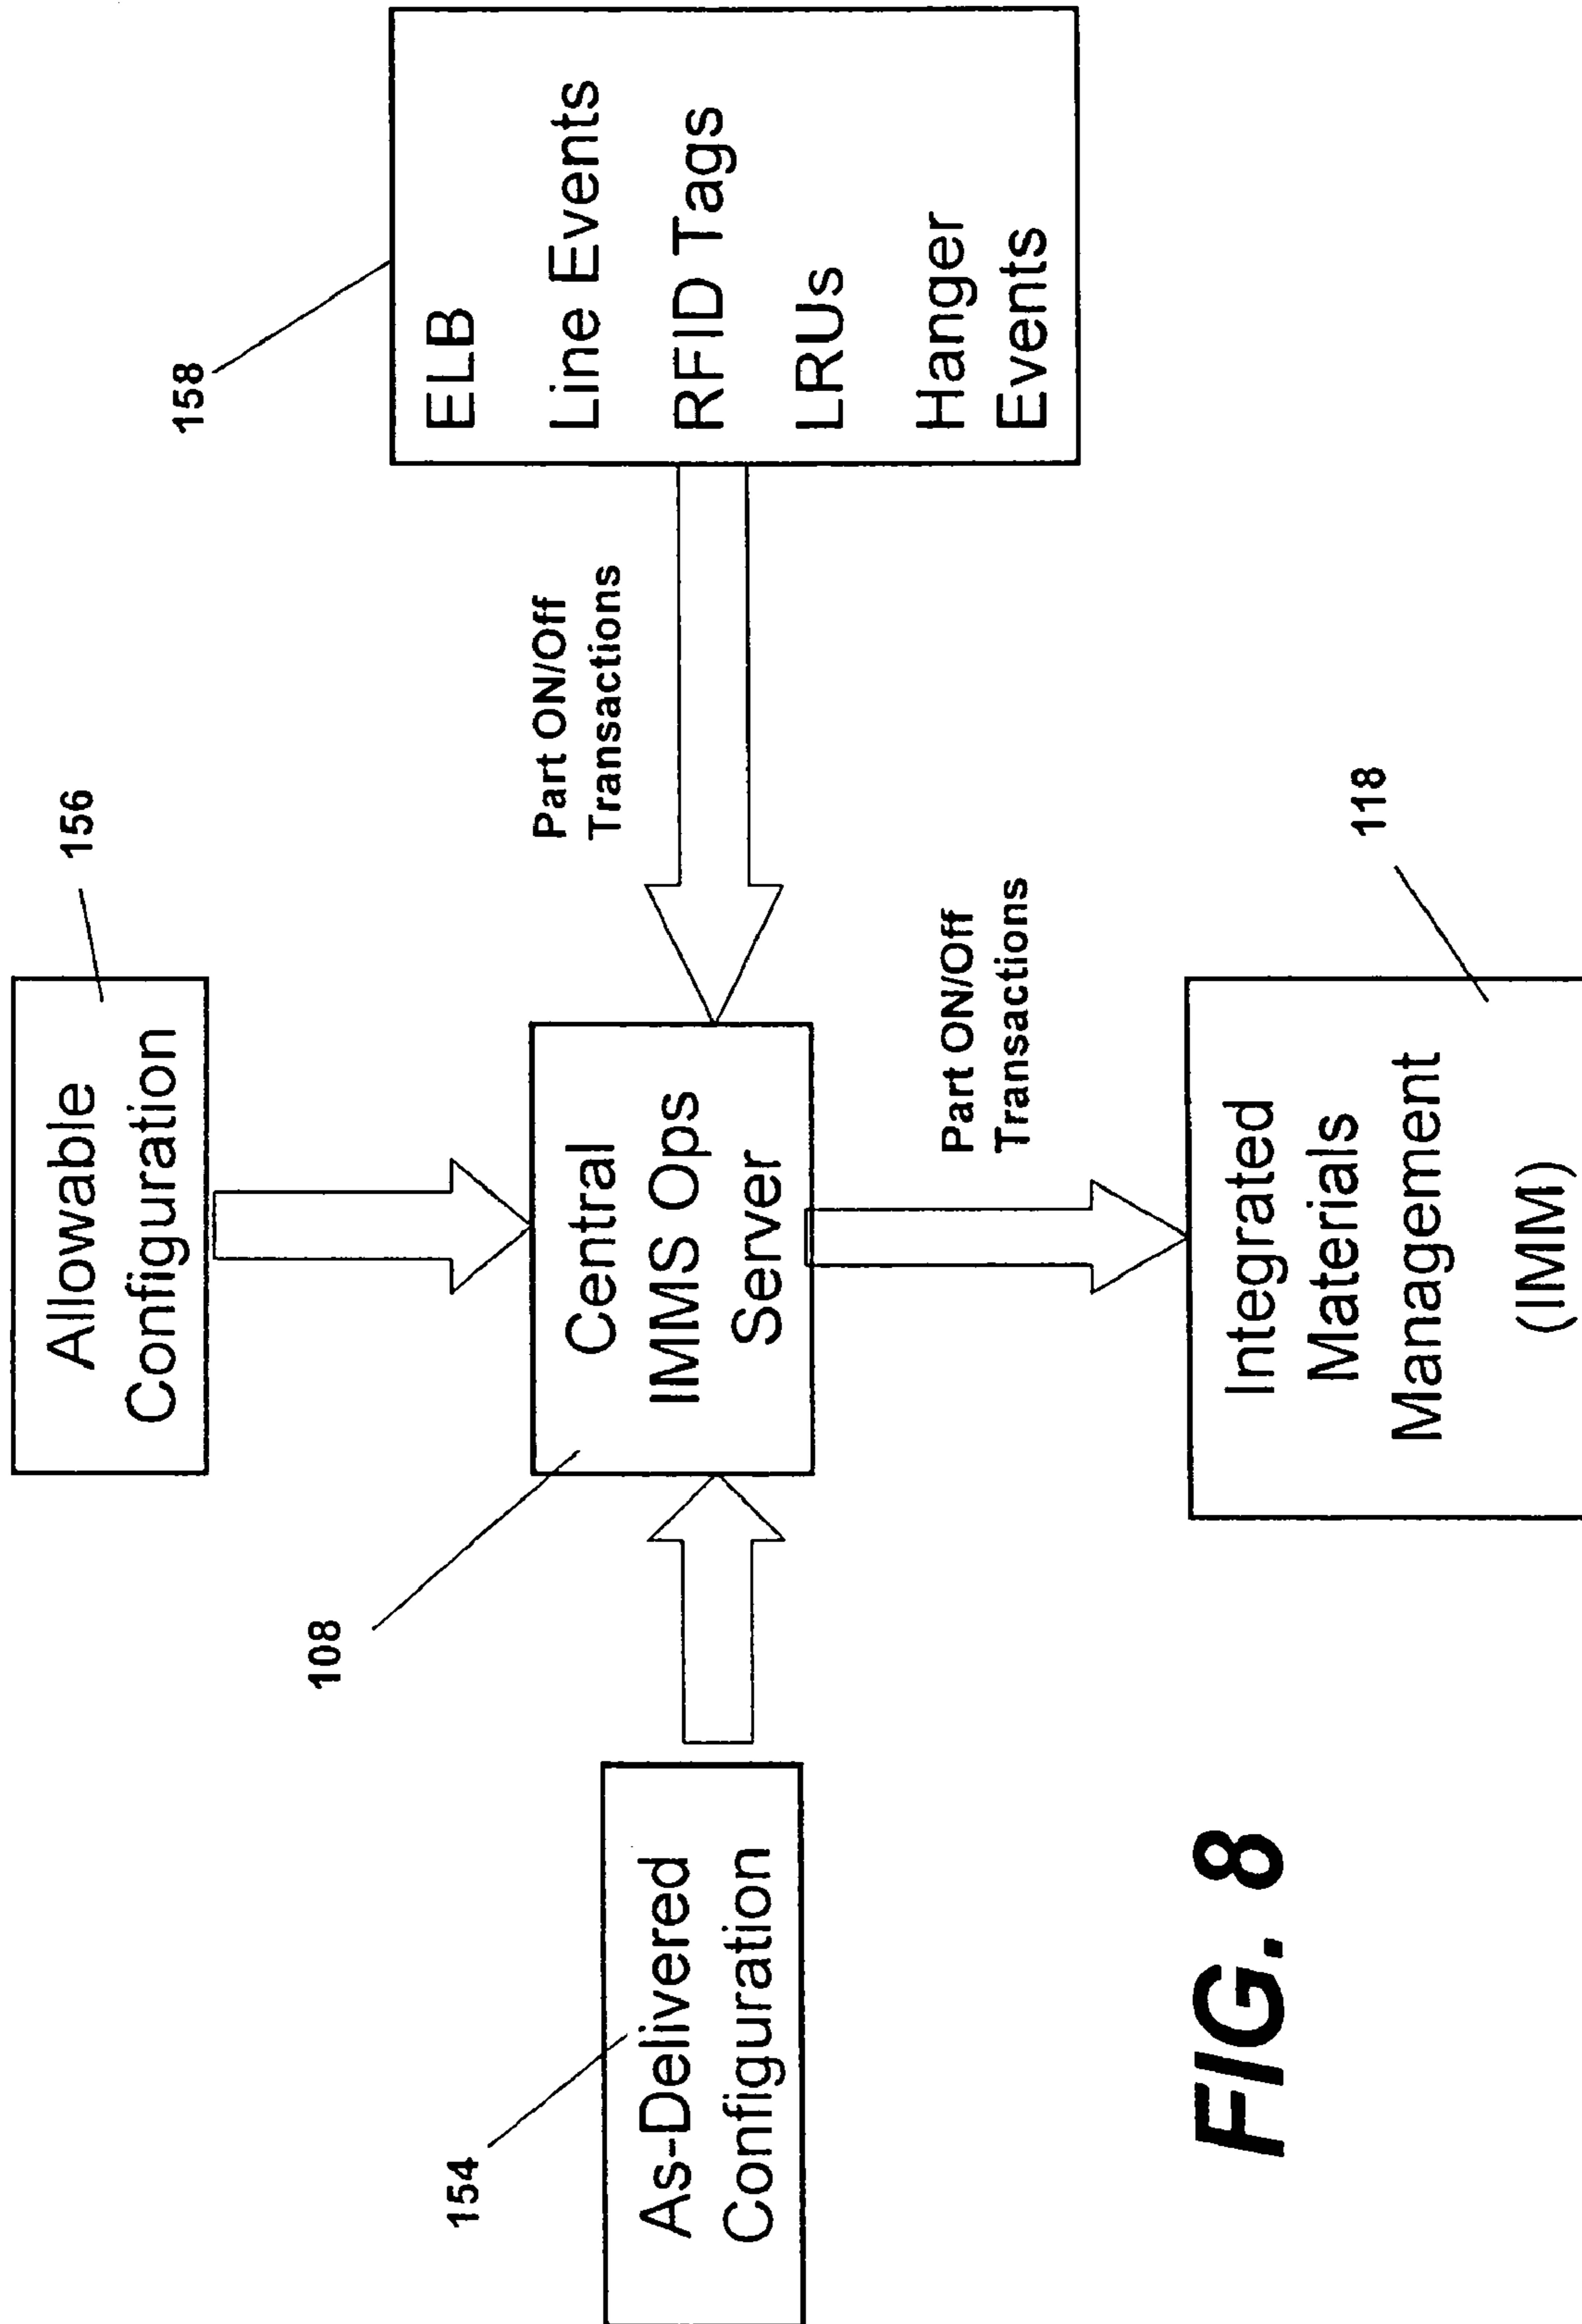 156
Allowable
Configuration
158
ELB
Line Events
RFID Tags
LRUs
Hanger
Events
Part ON/Off
Transactions
108
Central
IMMS Ops
Server
154
As-Delivered
Configuration
Part ON/Off
Transactions
118
Integrated
Materials
Management
(IMM)
FIG. 8